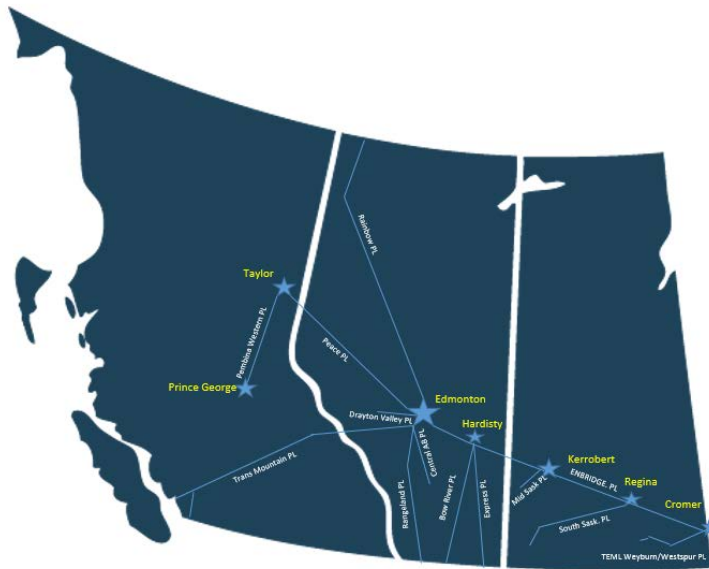 Rainbow PL
Taylor
Pembina Western PL
Peace PL
Prince George
Edmonton
Drayton Valley PL
Hardisty
Central AB PL
Trans Mountain PL
Rangeland PL
Bow River PL
Express PL
Kerrobert
Mid Sask PL
ENBRIDGE. PL
Regina
South Sask. PL
Cromer
TEML Weyburn/Westspur PL